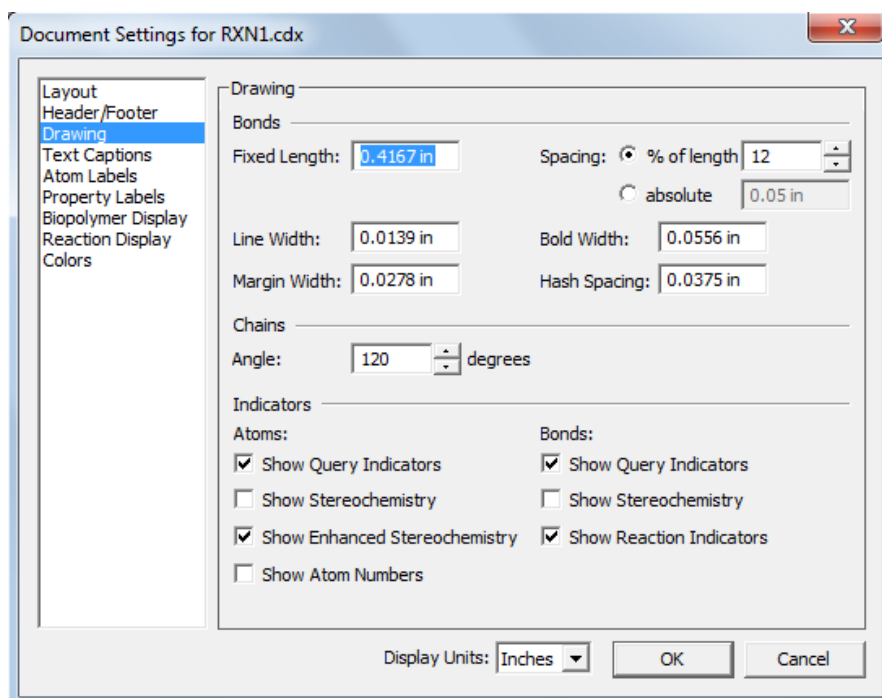 Document Settings for RXN1.cdx
x
Layout
Header/Footer
Drawing
Text Captions
Atom Labels
Property Labels
Biopolymer Display
Reaction Display
Colors
Drawing
Bonds
Fixed Length: 0.4167 in Spacing: % of length 12
absolute 0.05 in
Line Width: 0.0139 in Bold Width: 0.0556 in
Margin Width: 0.0278 in Hash Spacing: 0.0375 in
Chains
Angle: 120 degrees
Indicators
Atoms: Bonds:
Show Query Indicators Show Query Indicators
Show Stereochemistry Show Stereochemistry
Show Enhanced Stereochemistry Show Reaction Indicators
Show Atom Numbers
Display Units: Inches OK Cancel